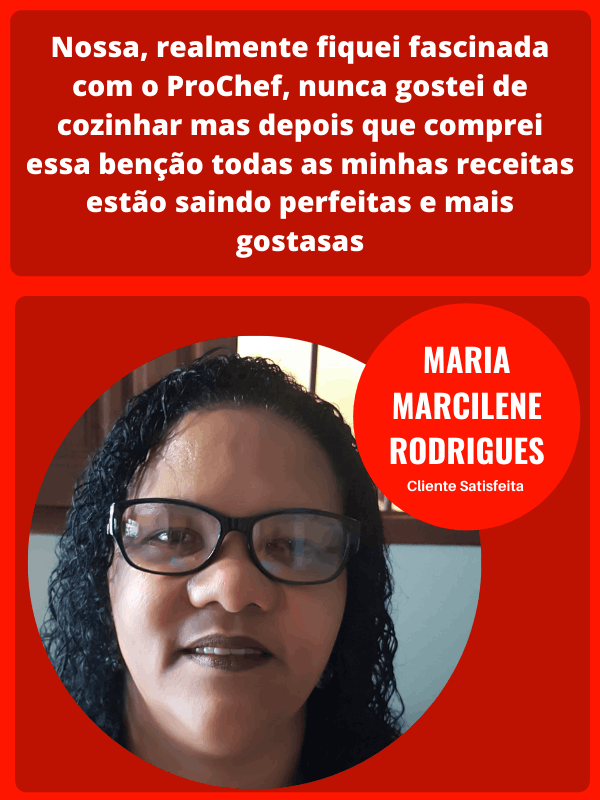 Nossa, realmente fiquei fascinada
com o ProChef, nunca gostei de
cozinhar mas depois que comprei
essa benção todas as minhas receitas
estão saindo perfeitas e mais
gostasas
MARIA
MARCILENE
RODRIGUES
Cliente Satisfeita